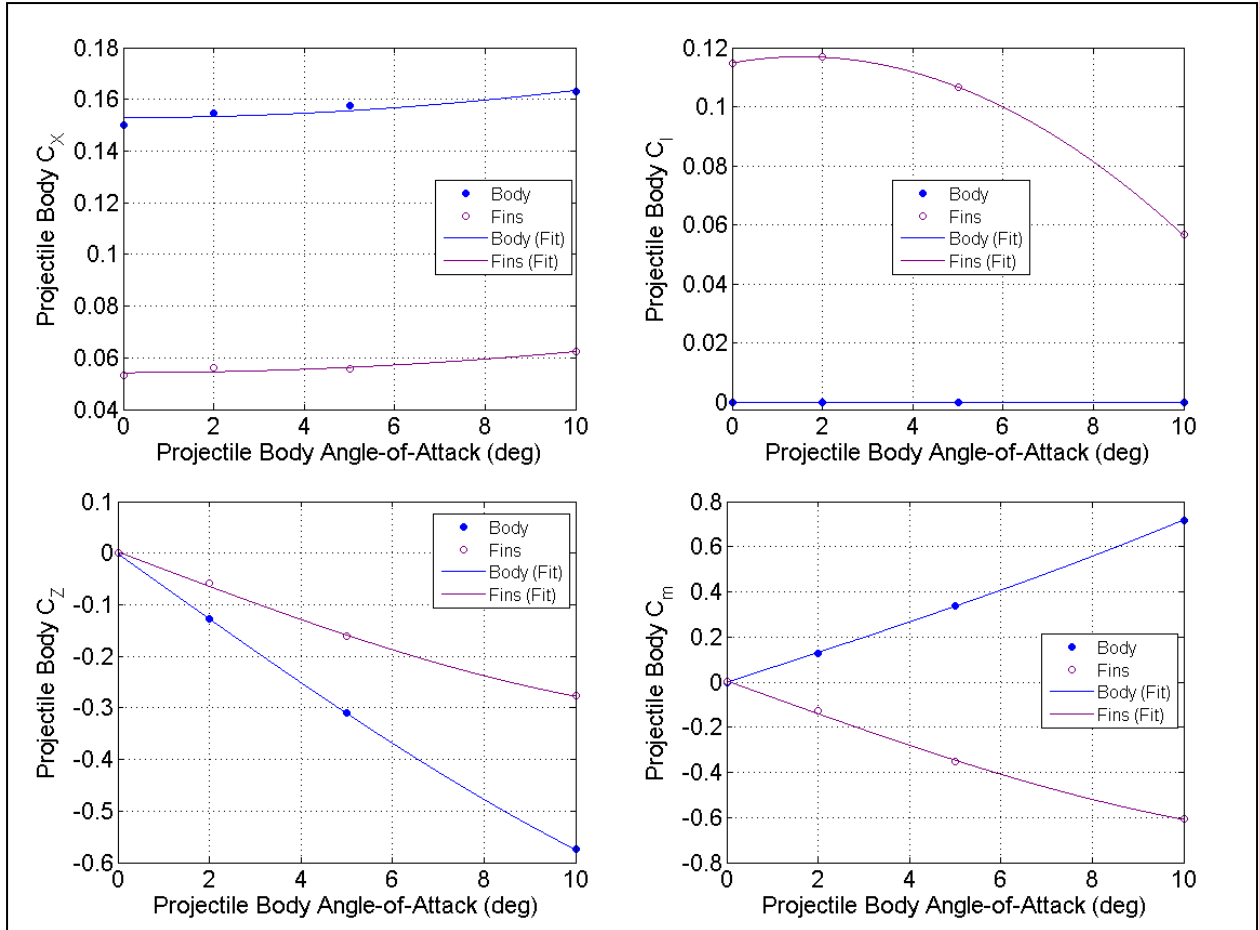 0.18
0.16
0.14
0.12
0.1
0.08
0.06
0.04
0 2 4 6 8 10
Projectile Body C_X
Projectile Body Angle-of-Attack (deg)
Body
Fins
Body (Fit)
Fins (Fit)
0.12
0.1
0.08
0.06
0.04
0.02
0
0 2 4 6 8 10
Projectile Body C_l
Projectile Body Angle-of-Attack (deg)
Body
Fins
Body (Fit)
Fins (Fit)
0.1
0
-0.1
-0.2
-0.3
-0.4
-0.5
-0.6
0 2 4 6 8 10
Projectile Body C_Z
Projectile Body Angle-of-Attack (deg)
Body
Fins
Body (Fit)
Fins (Fit)
0.8
0.6
0.4
0.2
0
-0.2
-0.4
-0.6
-0.8
0 2 4 6 8 10
Projectile Body C_m
Projectile Body Angle-of-Attack (deg)
Body
Fins
Body (Fit)
Fins (Fit)